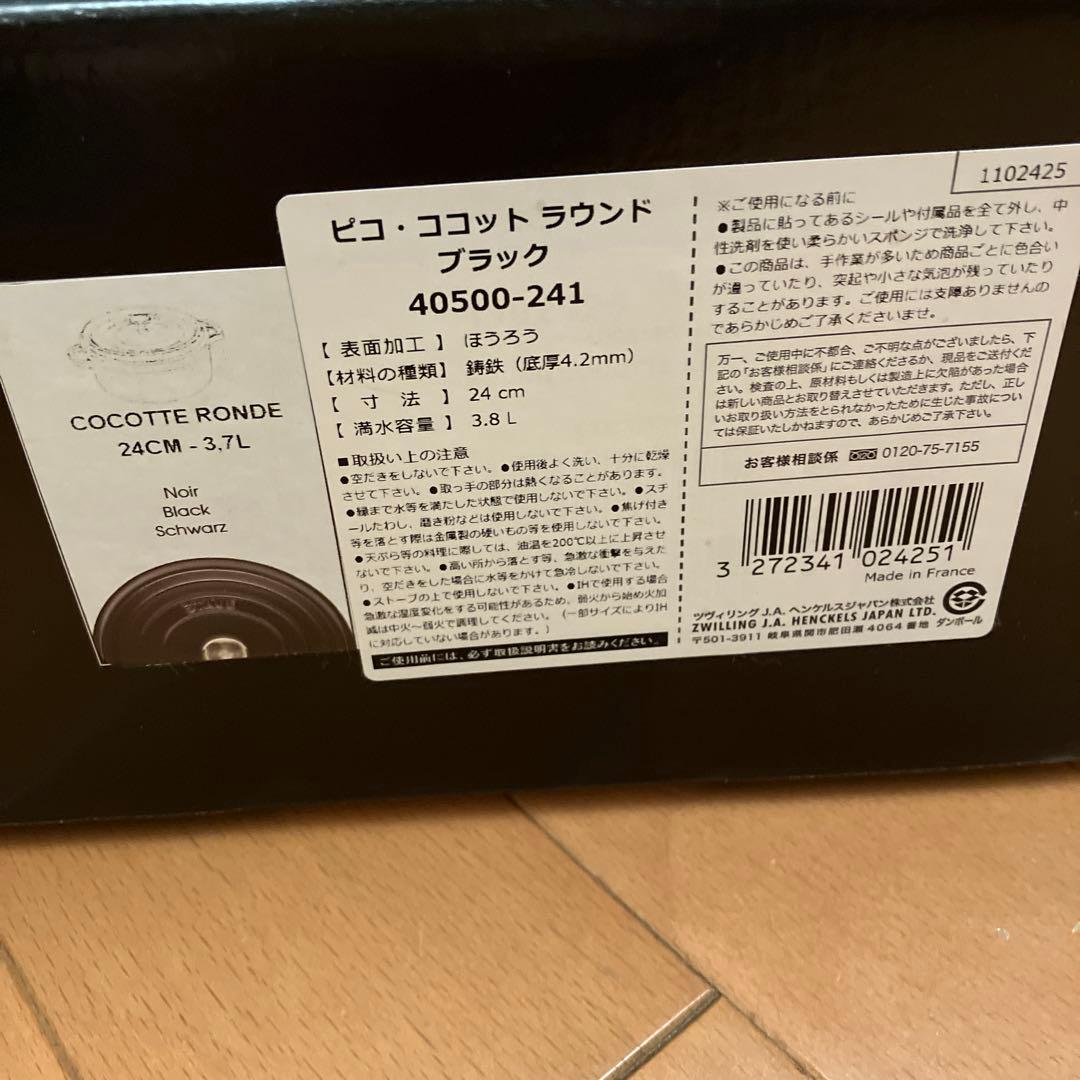 COCOTTE RONDE
24CM - 3,7L
Noir
Black
Schwarz
ピコ・ココット ラウンド
ブラック
40500-241
【 表面加工 】 ほうろう
【材料の種類】 鋳鉄（底厚4.2mm）
【 寸 法 】 24 cm
【 満水容量 】 3.8 L
■取扱い上の注意
●空だきをしないで下さい。●使用後よく洗い、十分に乾燥
させて下さい。●取っ手の部分は熱くなることがあります。
●縁まで水等を満たした状態で使用しないで下さい。●スチ
ールたわし、磨き粉などは使用しないで下さい。●焦げ付き
等を落とす際は金属製の硬いもの等を使用しないで下さい。
●天ぷら等の料理に際しては、油温を200℃以上に上昇させ
ないで下さい。●高い所から落とす等、急激な衝撃を与えた
り、空だきをした場合に水等をかけて急冷しないで下さい。
●ストーブの上で使用しないで下さい。●IHで使用する場合
急激な温度変化をする可能性があるため、弱火から始め火加
減は中火～弱火で調理してください。（一部サイズによりIH
に対応していない場合があります。）
ご使用前には、必ず取扱説明書をお読みください。
1102425
※ご使用になる前に
●製品に貼ってあるシールや付属品を全て外し、中
性洗剤を使い柔らかいスポンジで洗浄して下さい。
●この商品は、手作業が多いため商品ごとに色合い
が違っていたり、突起や小さな気泡が残っていたり
することがあります。ご使用には支障ありませんの
であらかじめご了承くださいませ。
万一、ご使用中に不都合、ご不明な点がございましたら、下
記の「お客様相談係」にご連絡くださるか、現品をご送付くだ
さい。検査の上、原材料もしくは製造上に欠陥があった場合
は新しい商品とお取り替えさせていただきます。ただし、正し
いお取り扱い方法をとられなかったために生じた事故につい
ては保証いたしかねますので、あらかじめご了承下さい。
お客様相談係 0120-75-7155
3 272341 024251
Made in France
ツヴィリング J.A. ヘンケルスジャパン株式会社
ZWILLING J.A. HENCKELS JAPAN LTD.
〒501-3911 岐阜県関市肥田瀬 4064 番地
ダンボール